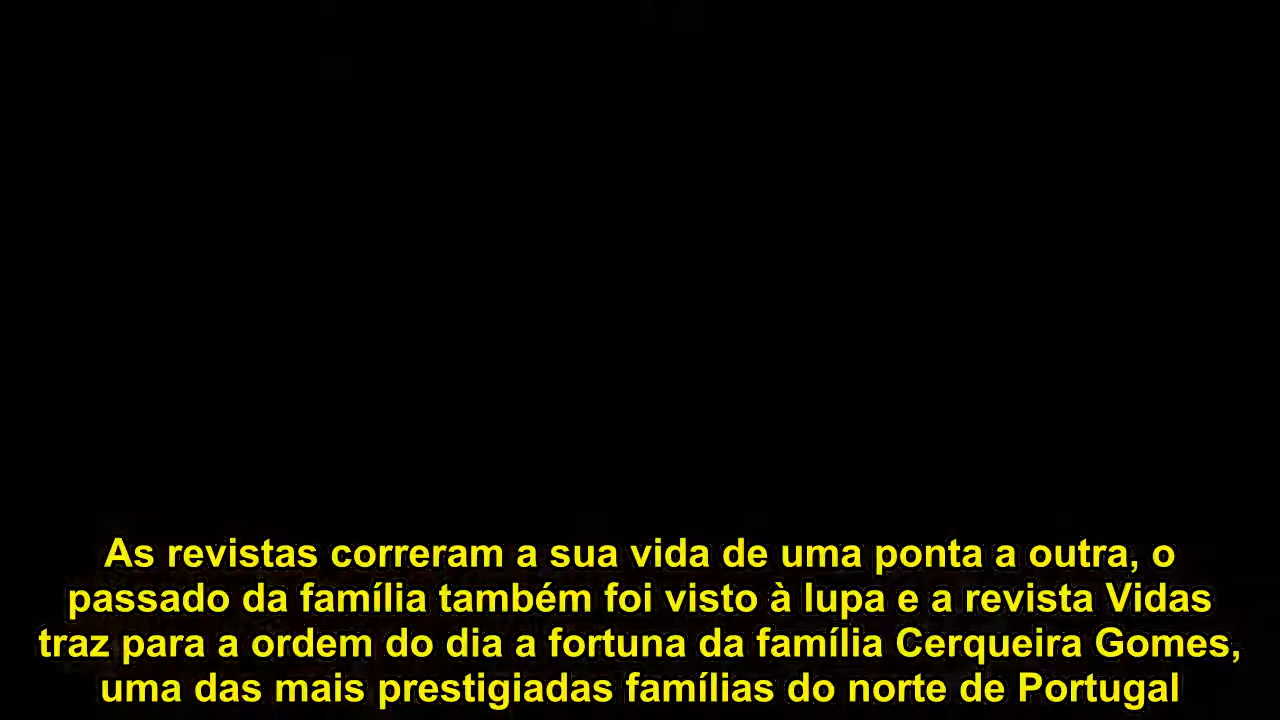 As revistas correram a sua vida de uma ponta a outra, o
passado da família também foi visto à lupa e a revista Vidas
traz para a ordem do dia a fortuna da família Cerqueira Gomes,
uma das mais prestigiadas famílias do norte de Portugal